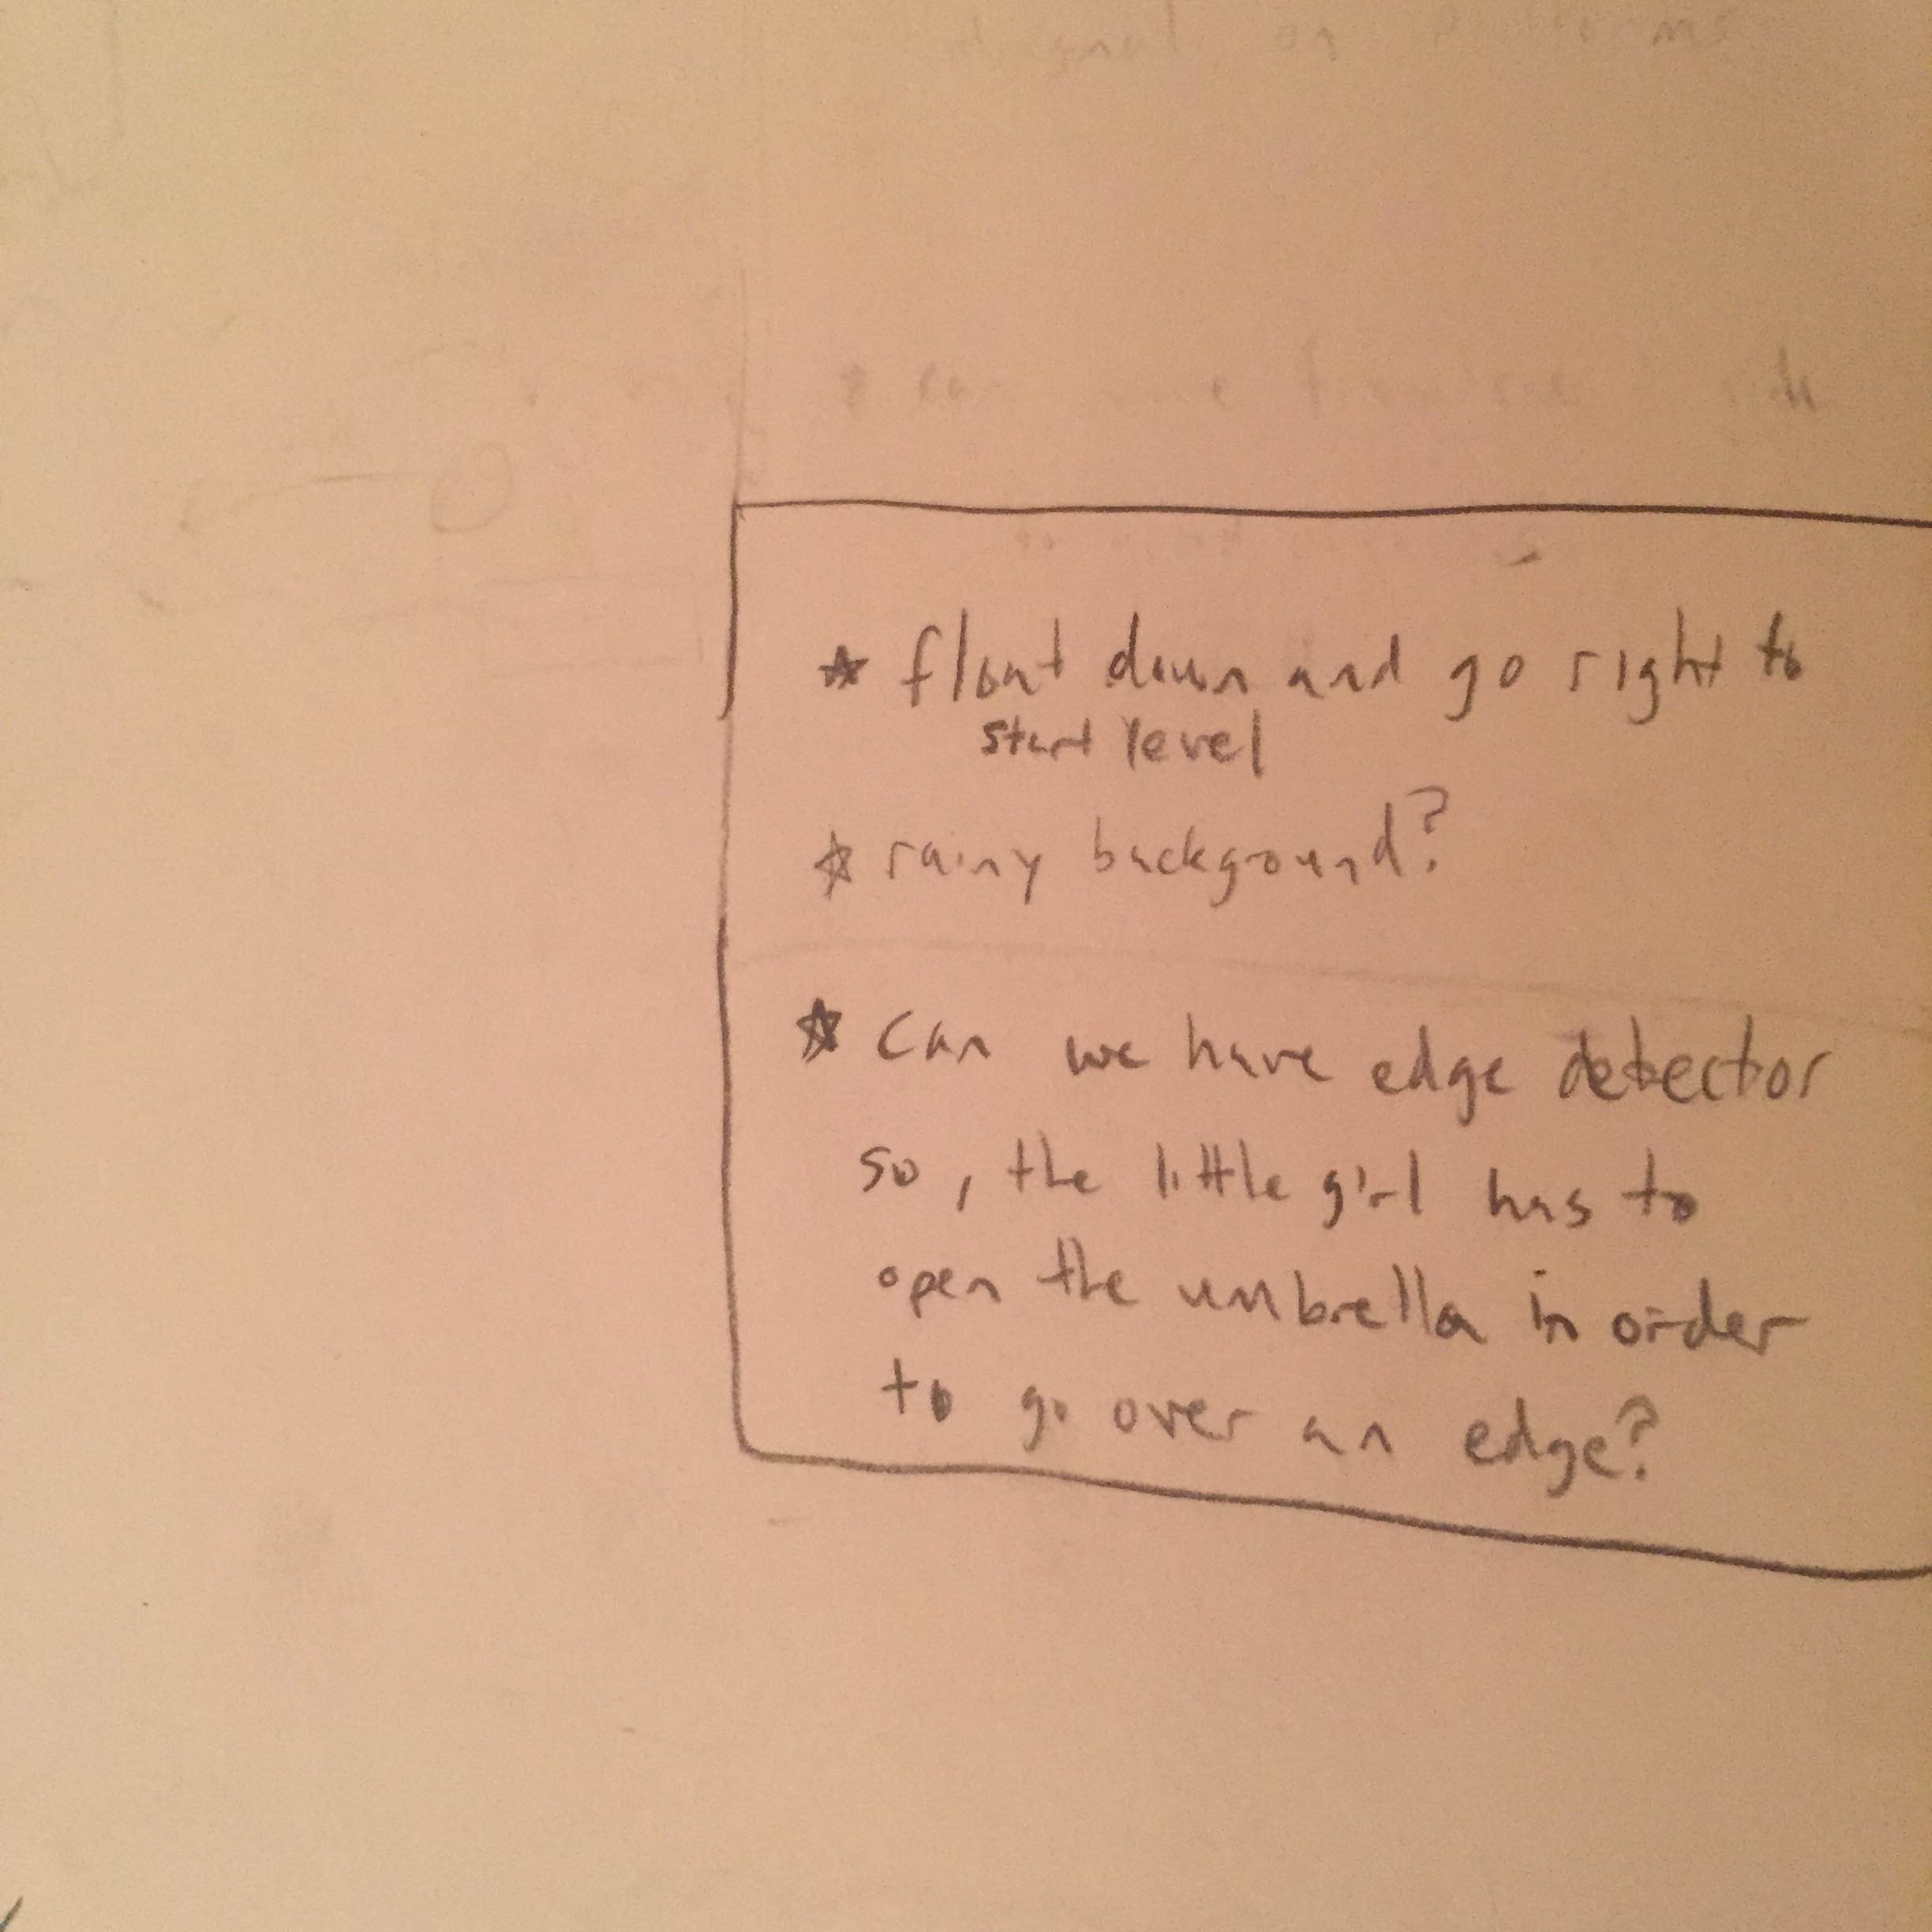 * float down and go right to
start level
* rainy background?
* Can we have edge detector
so, the little girl has to
open the umbrella in order
to go over an edge?